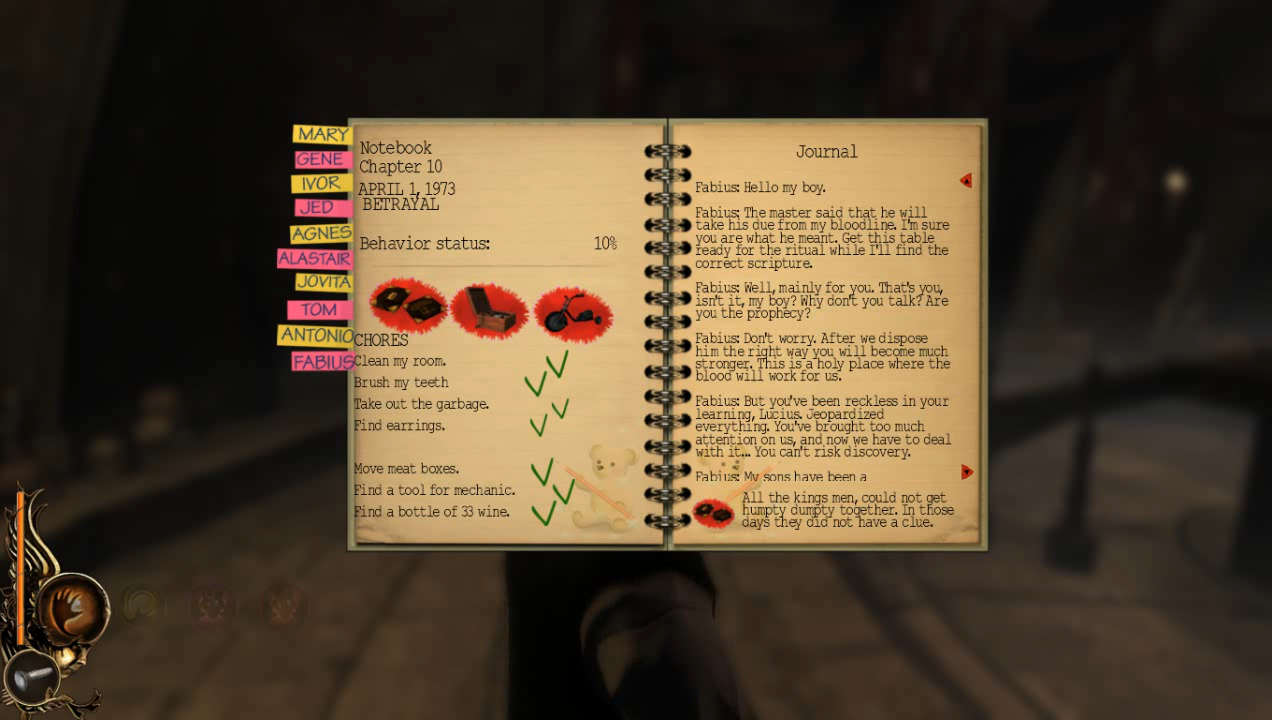 MARY
GENE
IVOR
JED
AGNES
ALASTAIR
JOVITA
TOM
ANTONIO
FABIUS
Notebook
Chapter 10
APRIL 1, 1973
BETRAYAL
Behavior status: 10%
CHORES
Clean my room.
Brush my teeth
Take out the garbage.
Find earrings.
Move meat boxes.
Find a tool for mechanic.
Find a bottle of 33 wine.
Journal
Fabius: Hello my boy.
Fabius: The master said that he will
take his due from my bloodline. I'm sure
you are what he meant. Get this table
ready for the ritual while I'll find the
correct scripture.
Fabius: Well, mainly for you. That's you,
isn't it, my boy? Why don't you talk? Are
you the prophecy?
Fabius: Don't worry. After we dispose
him the right way you will become much
stronger. This is a holy place where the
blood will work for us.
Fabius: But you've been reckless in your
learning, Lucius. Jeopardized
everything. You've brought too much
attention on us, and now we have to deal
with it... You can't risk discovery.
Fabius: My sons have been a
All the kings men, could not get
humpty dumpty together. In those
days they did not have a clue.